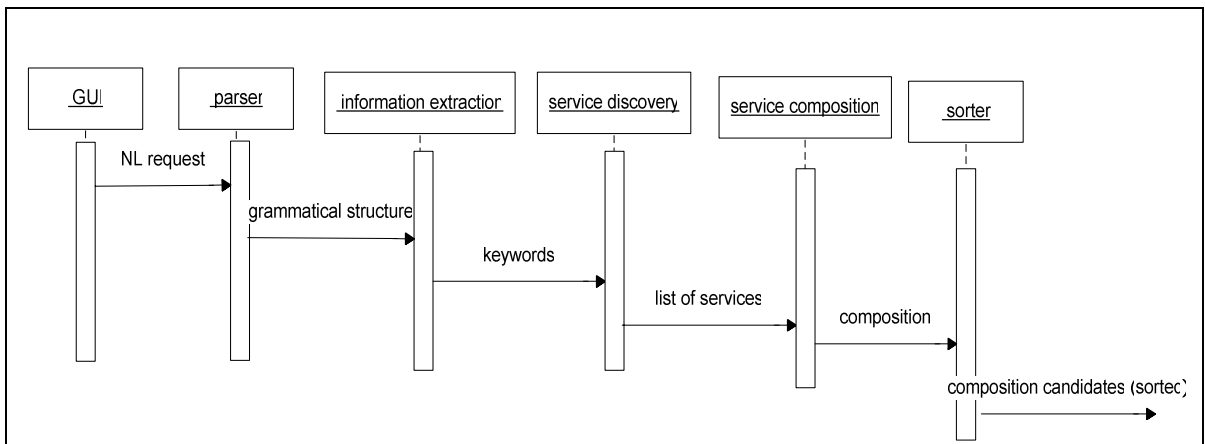 GUI
parser
information extraction
service discovery
service composition
sorter
NL request
grammatical structure
keywords
list of services
composition
composition candidates (sorted)